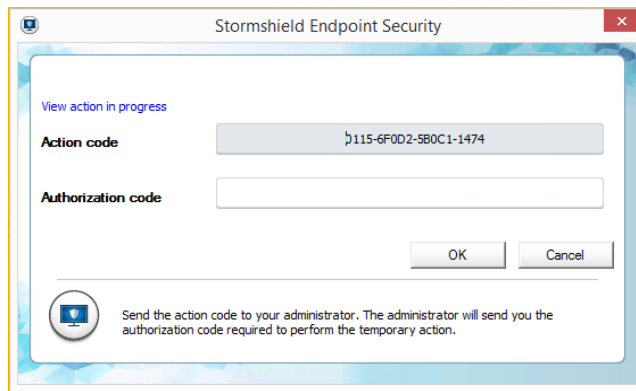 Stormshield Endpoint Security
View action in progress
Action code
0115-6F0D2-5B0C1-1474
Authorization code
OK
Cancel
Send the action code to your administrator. The administrator will send you the
authorization code required to perform the temporary action.